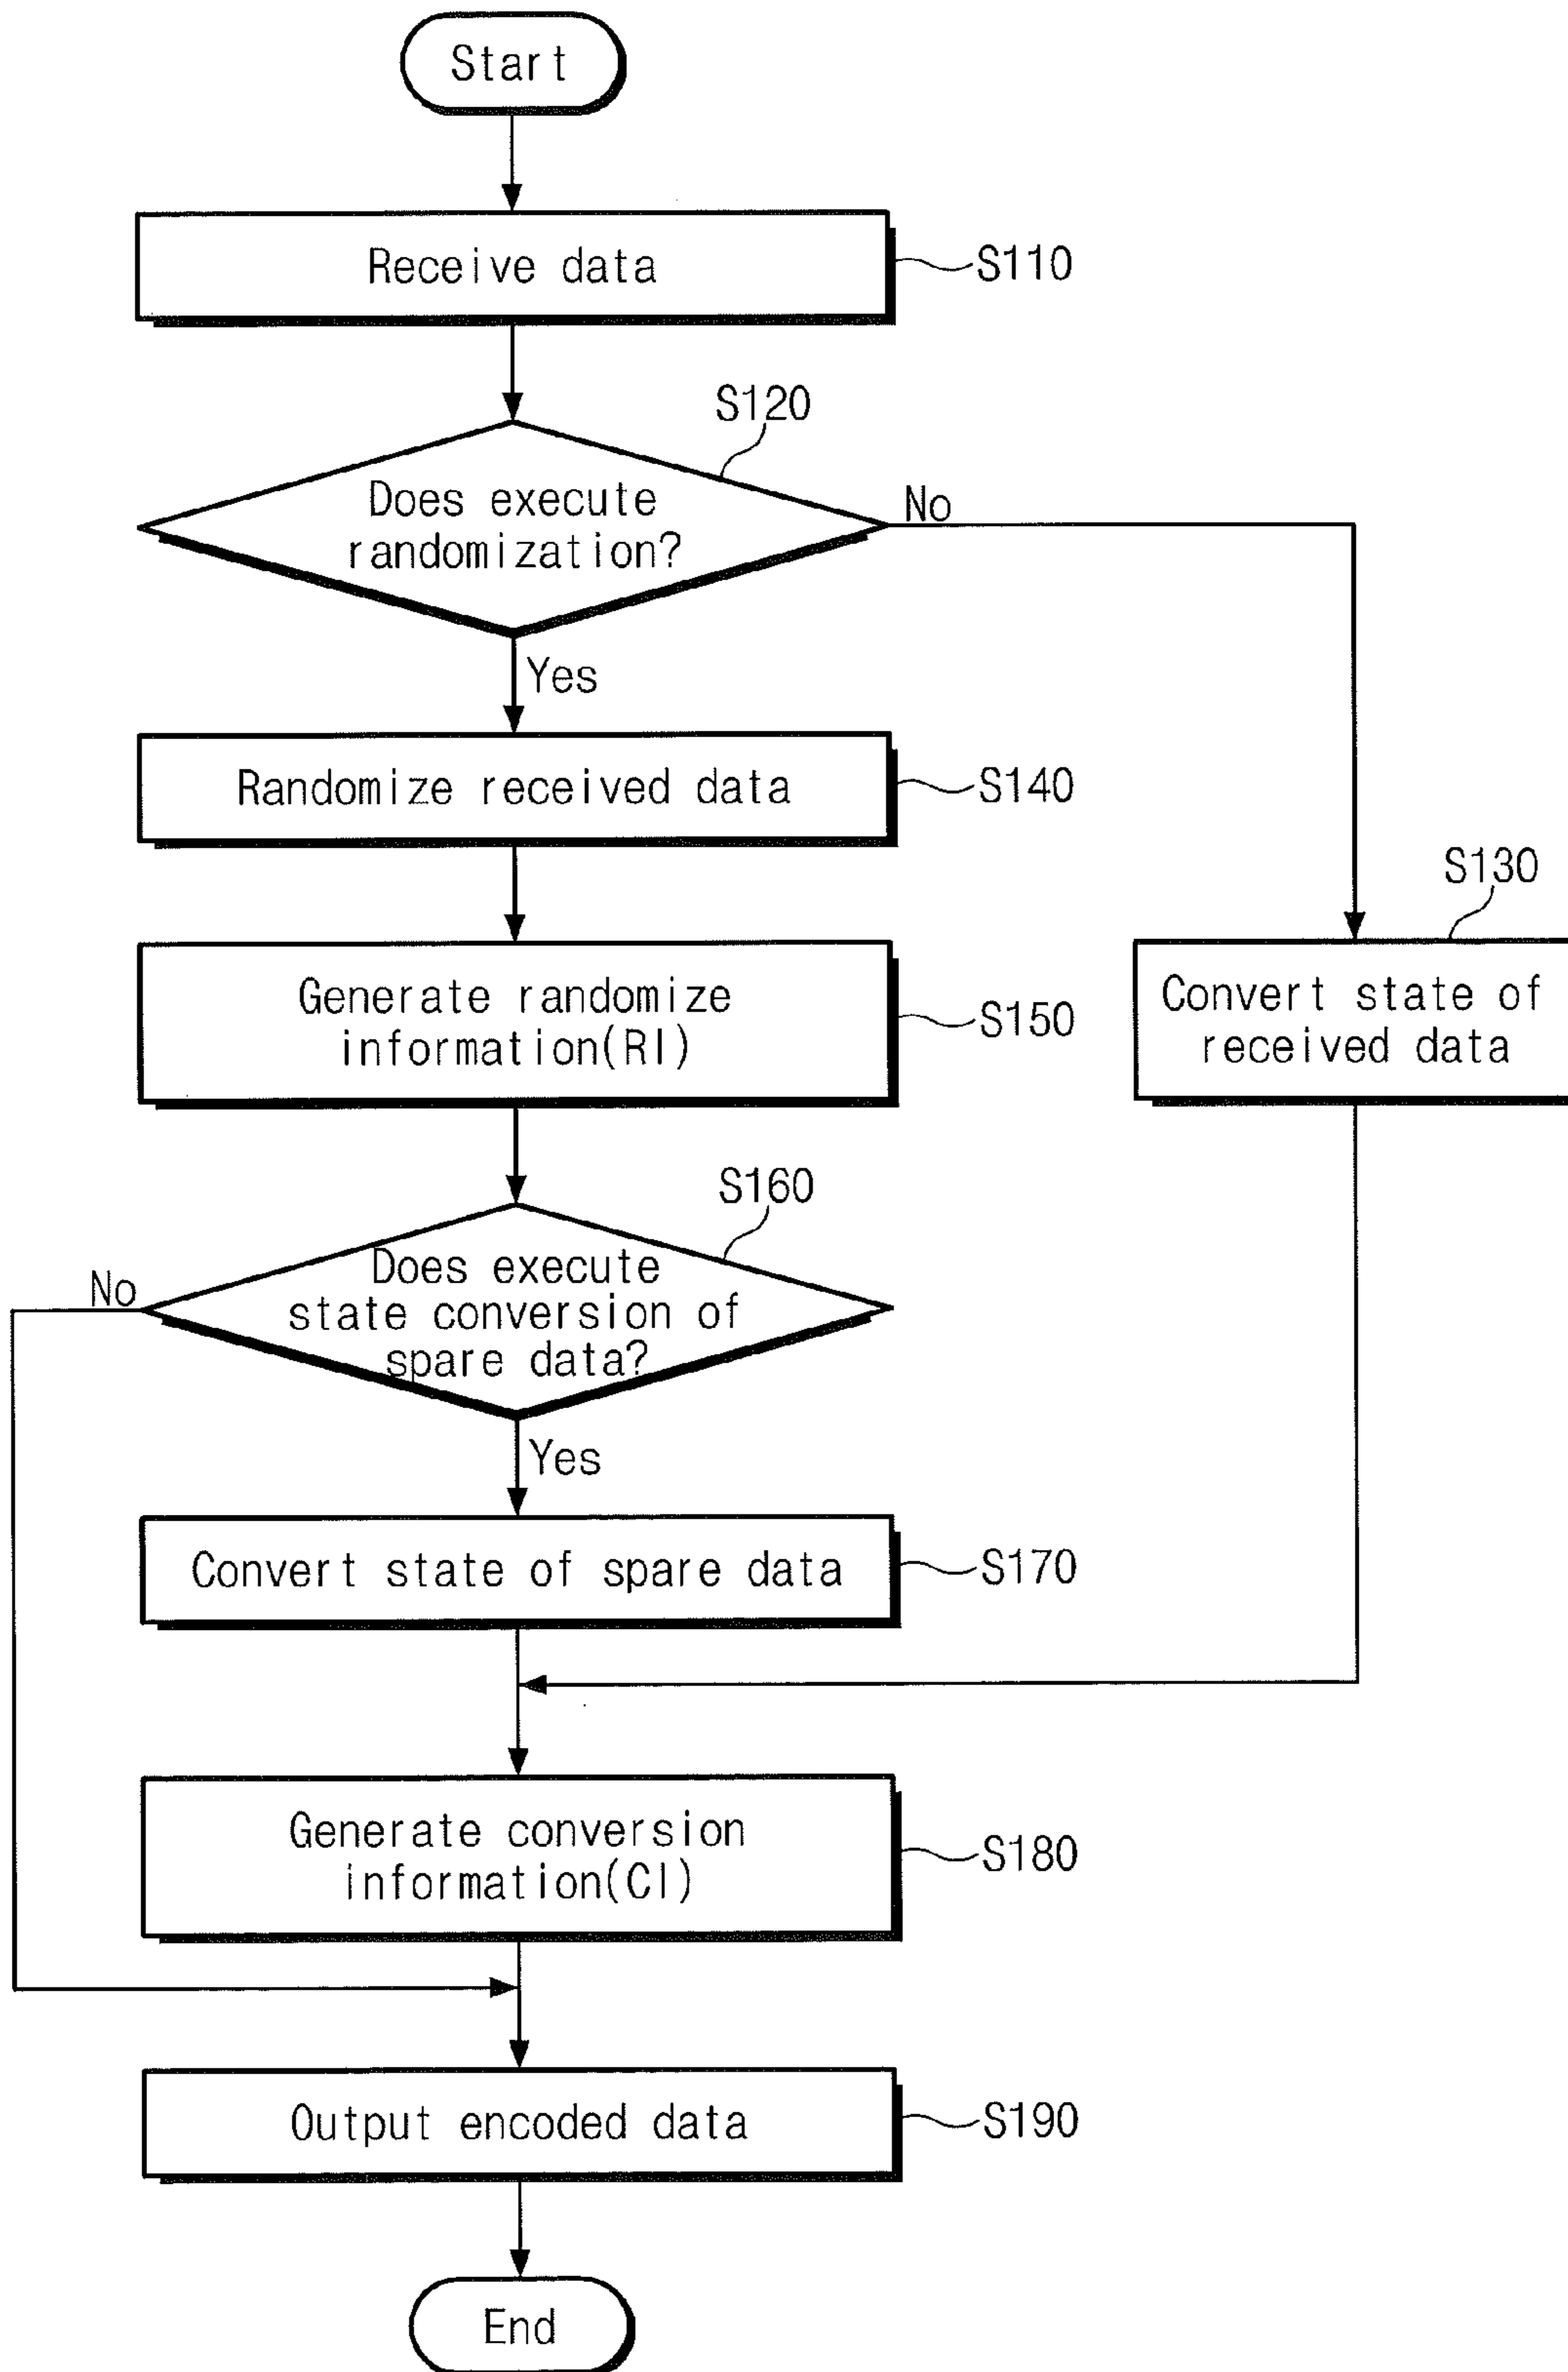 Start
Receive data
S110
S120
Does execute
randomization?
No
Yes
Randomize received data
S140
S130
Generate randomize
information(RI)
S150
Convert state of
received data
S160
Does execute
state conversion of
spare data?
No
Yes
Convert state of spare data
S170
Generate conversion
information(CI)
S180
Output encoded data
S190
End